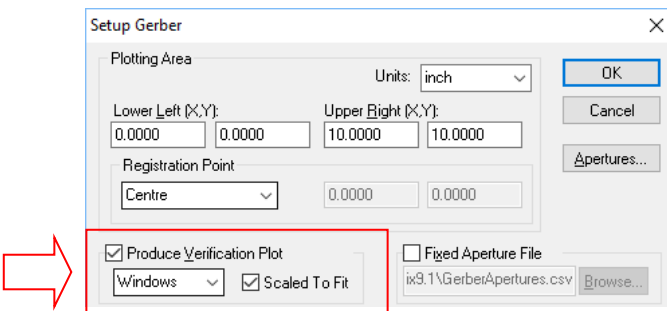 Setup Gerber
Plotting Area
Units: inch
OK
Lower Left (X,Y): Upper Right (X,Y):
0.0000 0.0000 10.0000 10.0000
Cancel
Registration Point
Apertures...
Centre 0.0000 0.0000
Produce Verification Plot Fixed Aperture File
Windows Scaled To Fit ix9.1\GerberApertures.csv Browse...